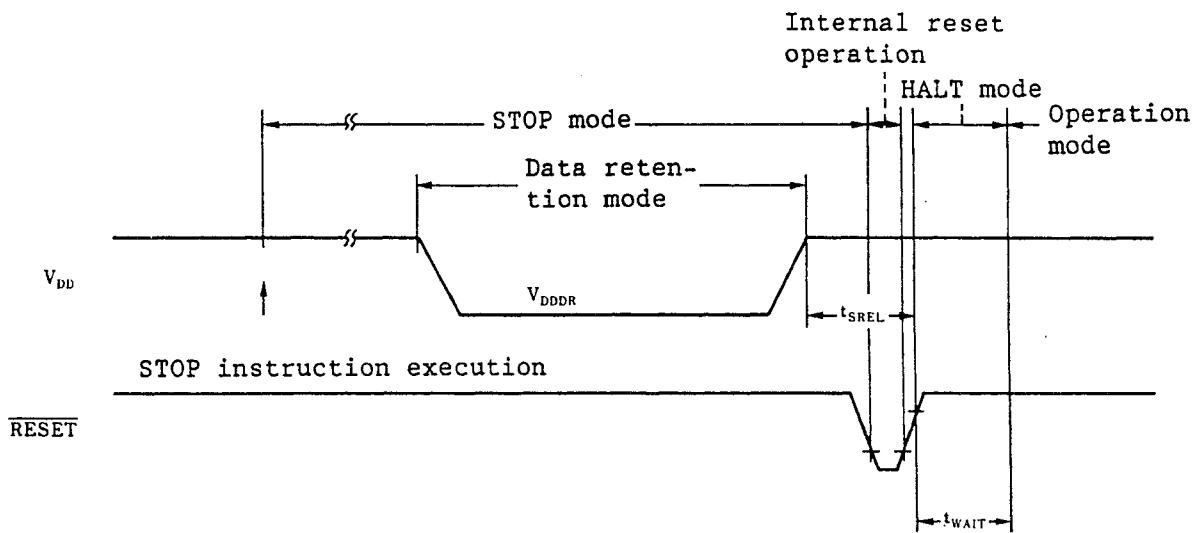 Internal reset
operation
HALT mode
STOP mode
Operation
mode
Data reten-
tion mode
VDD
VDDDR
tSREL
STOP instruction execution
RESET
tWAIT